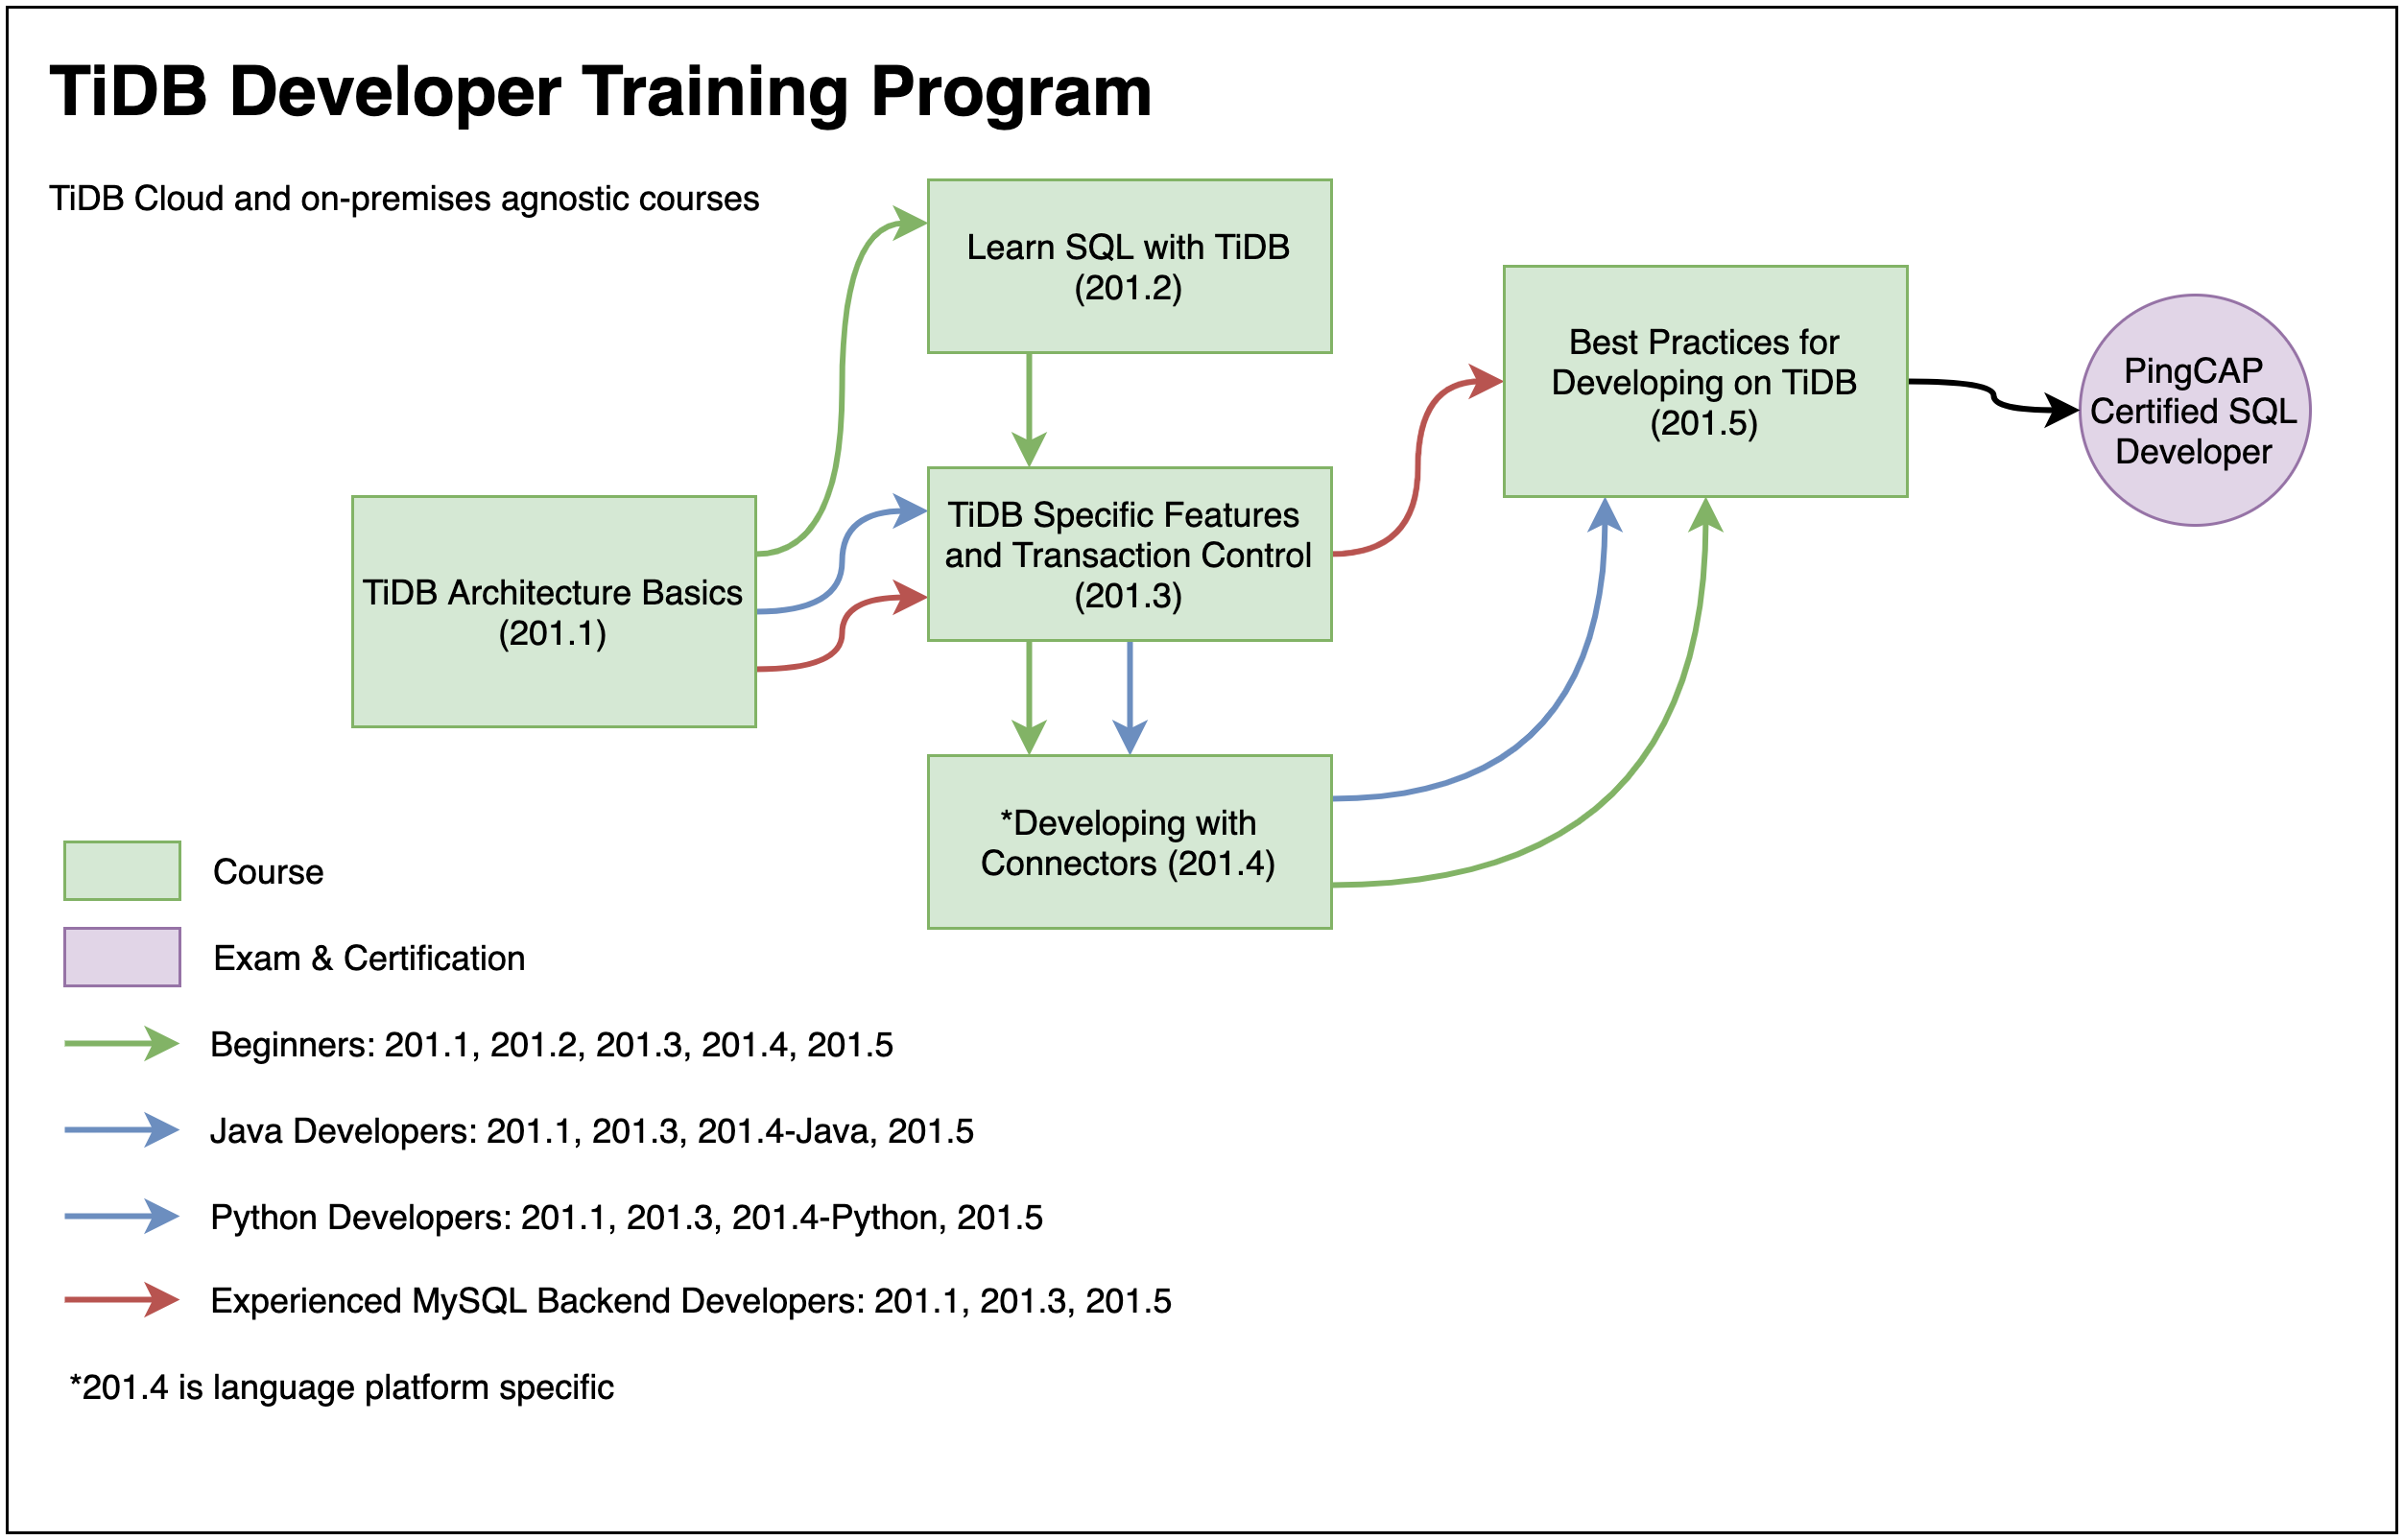 TiDB Developer Training Program
TiDB Cloud and on-premises agnostic courses
Learn SQL with TiDB
(201.2)
Best Practices for
Developing on TiDB
(201.5)
PingCAP
Certified SQL
Developer
TiDB Specific Features
and Transaction Control
(201.3)
TiDB Architecture Basics
(201.1)
*Developing with
Connectors (201.4)
Course
Exam & Certification
Beginners: 201.1, 201.2, 201.3, 201.4, 201.5
Java Developers: 201.1, 201.3, 201.4-Java, 201.5
Python Developers: 201.1, 201.3, 201.4-Python, 201.5
Experienced MySQL Backend Developers: 201.1, 201.3, 201.5
*201.4 is language platform specific